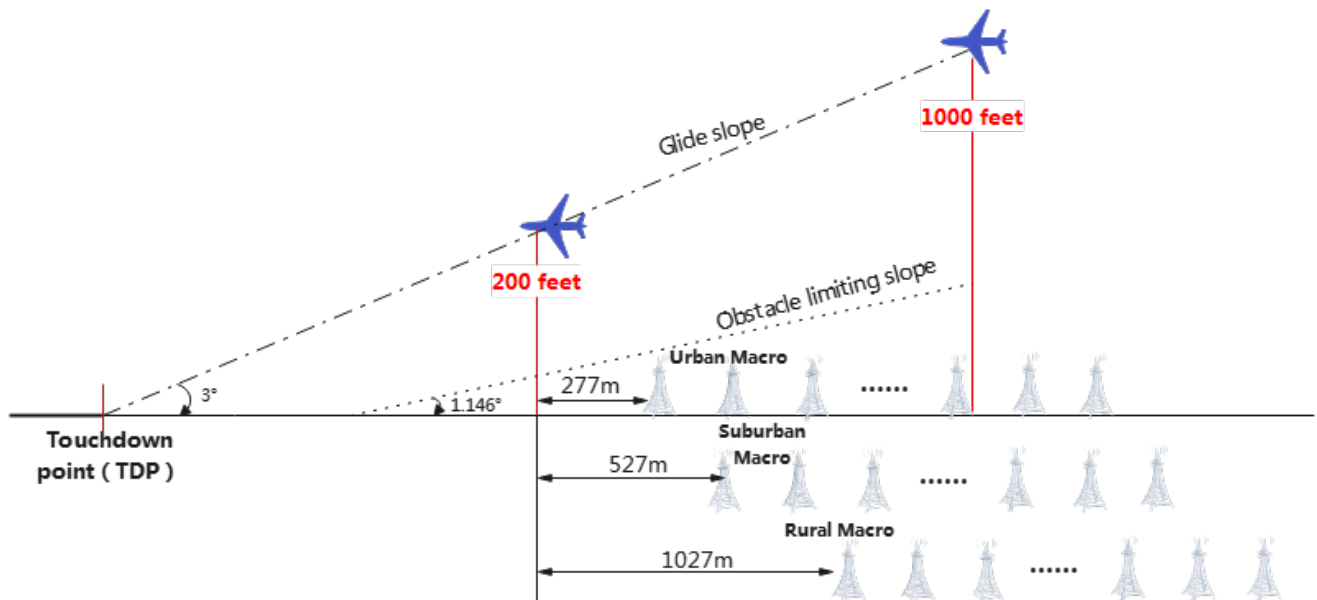 1000 feet
Glide slope
200 feet
Obstacle limiting slope
Urban Macro
277m
......
3°
1.146°
Touchdown
point ( TDP )
Suburban
Macro
527m
......
Rural Macro
1027m
......